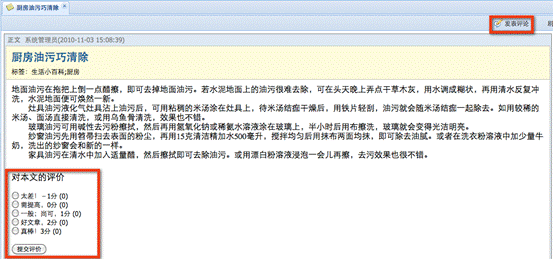 厨房油污巧清除
发表评论
正文 系统管理员(2010-11-03 15:08:39)
厨房油污巧清除
标签：生活小百科;厨房
地面油污在拖把上倒一点醋擦，即可去掉地面油污。若水泥地面上的油污很难去除，可在头天晚上弄点干草木灰，用水调成糊状，再用清水反复冲
洗，水泥地面便可焕然一新。
灶具油污液化气灶具沾上油污后，可用粘稠的米汤涂在灶具上，待米汤结痂干燥后，用铁片轻刮，油污就会随米汤结痂一起除去。如用较稀的
米汤、面汤直接清洗，或用乌鱼骨清洗，效果也不错。
玻璃油污可用碱性去污粉擦拭，然后再用氢氧化钠或稀氨水溶液涂在玻璃上，半小时后用布擦洗，玻璃就会变得光洁明亮。
纱窗油污先用笤帚扫去表面的粉尘，再用15克清洁精加水500毫升，搅拌均匀后用抹布两面均抹，即可除去油腻。或者在洗衣粉溶液中加少量牛
奶，洗出的纱窗会和新的一样。
家具油污在清水中加入适量醋，然后擦拭即可去除油污。或用漂白粉溶液浸泡一会儿再擦，去污效果也很不错。
对本文的评价
太差！-1分 (0)
需提高，0分 (0)
一般；尚可，1分 (0)
好文章，2分 (0)
真棒！3分 (0)
提交评价